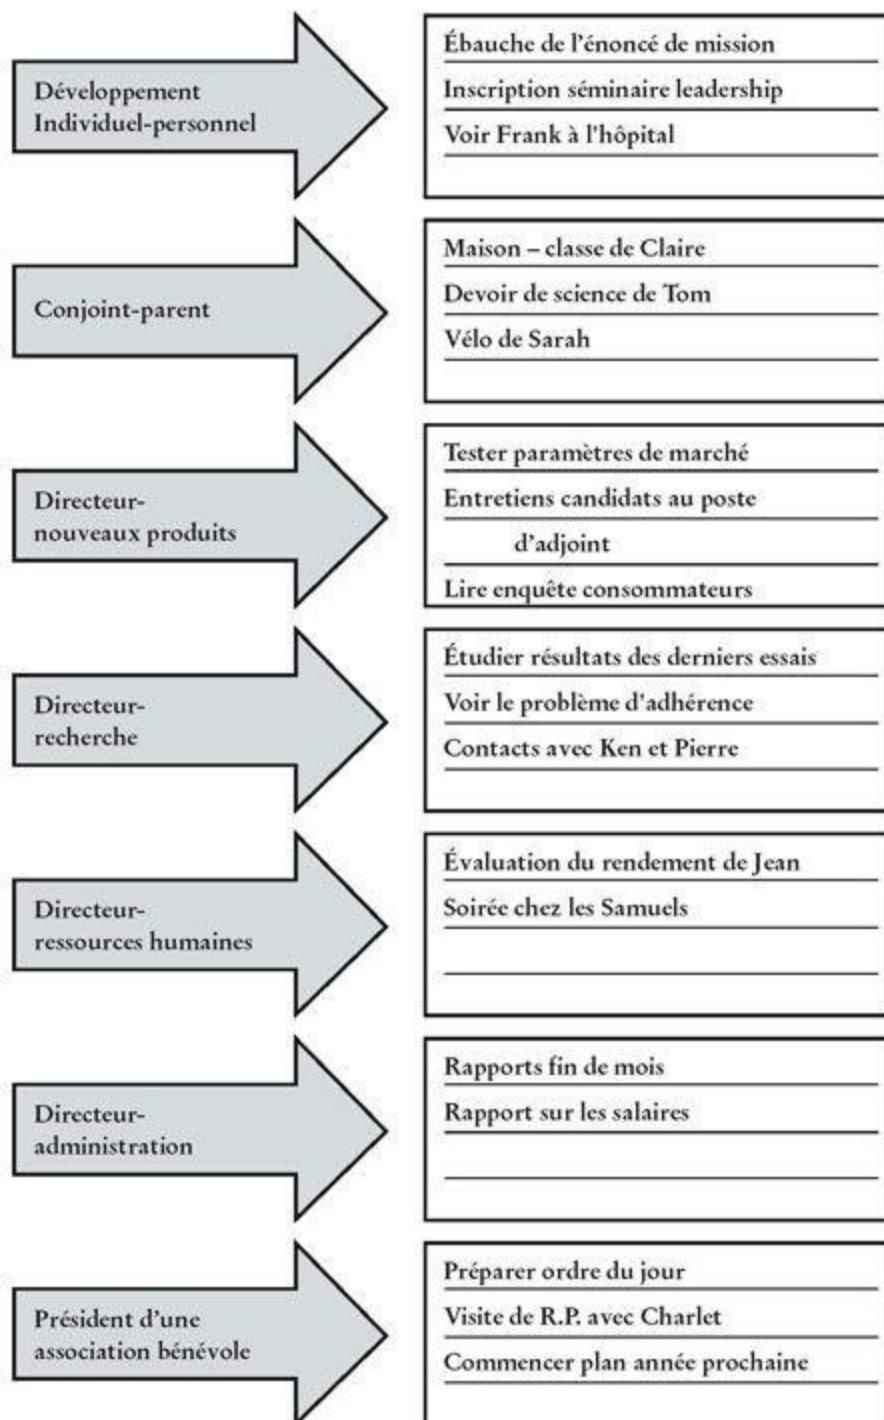 Développement
Individuel-personnel
Ébauche de l'énoncé de mission
Inscription séminaire leadership
Voir Frank à l'hôpital
Conjoint-parent
Maison – classe de Claire
Devoir de science de Tom
Vélo de Sarah
Directeur-
nouveaux produits
Tester paramètres de marché
Entretiens candidats au poste
d'adjoint
Lire enquête consommateurs
Directeur-
recherche
Étudier résultats des derniers essais
Voir le problème d'adhérence
Contacts avec Ken et Pierre
Directeur-
ressources humaines
Évaluation du rendement de Jean
Soirée chez les Samuels
Directeur-
administration
Rapports fin de mois
Rapport sur les salaires
Président d'une
association bénévole
Préparer ordre du jour
Visite de R.P. avec Charlet
Commencer plan année prochaine